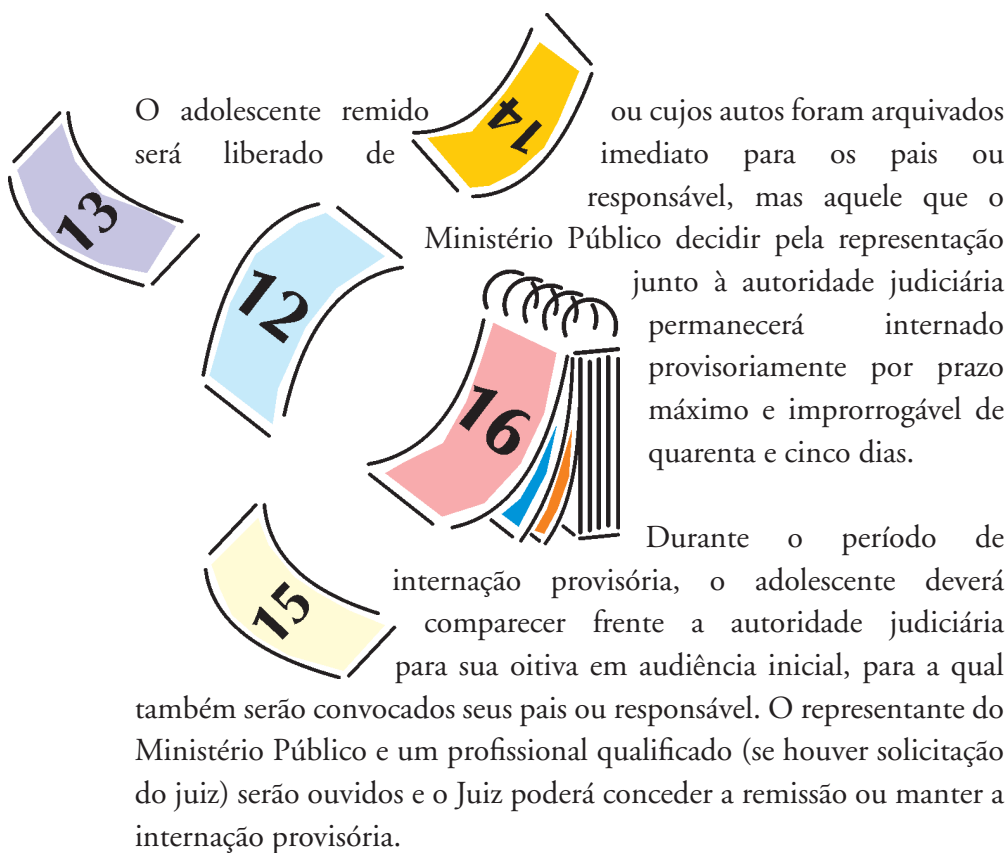 O adolescente remido ou cujos autos foram arquivados
será liberado de imediato para os pais ou
responsável, mas aquele que o
Ministério Público decidir pela representação
junto à autoridade judiciária
permanecerá internado
provisoriamente por prazo
máximo e improrrogável de
quarenta e cinco dias.
Durante o período de
internação provisória, o adolescente deverá
comparecer frente a autoridade judiciária
para sua oitiva em audiência inicial, para a qual
também serão convocados seus pais ou responsável. O representante do
Ministério Público e um profissional qualificado (se houver solicitação
do juiz) serão ouvidos e o Juiz poderá conceder a remissão ou manter a
internação provisória.
14
13
12
16
15